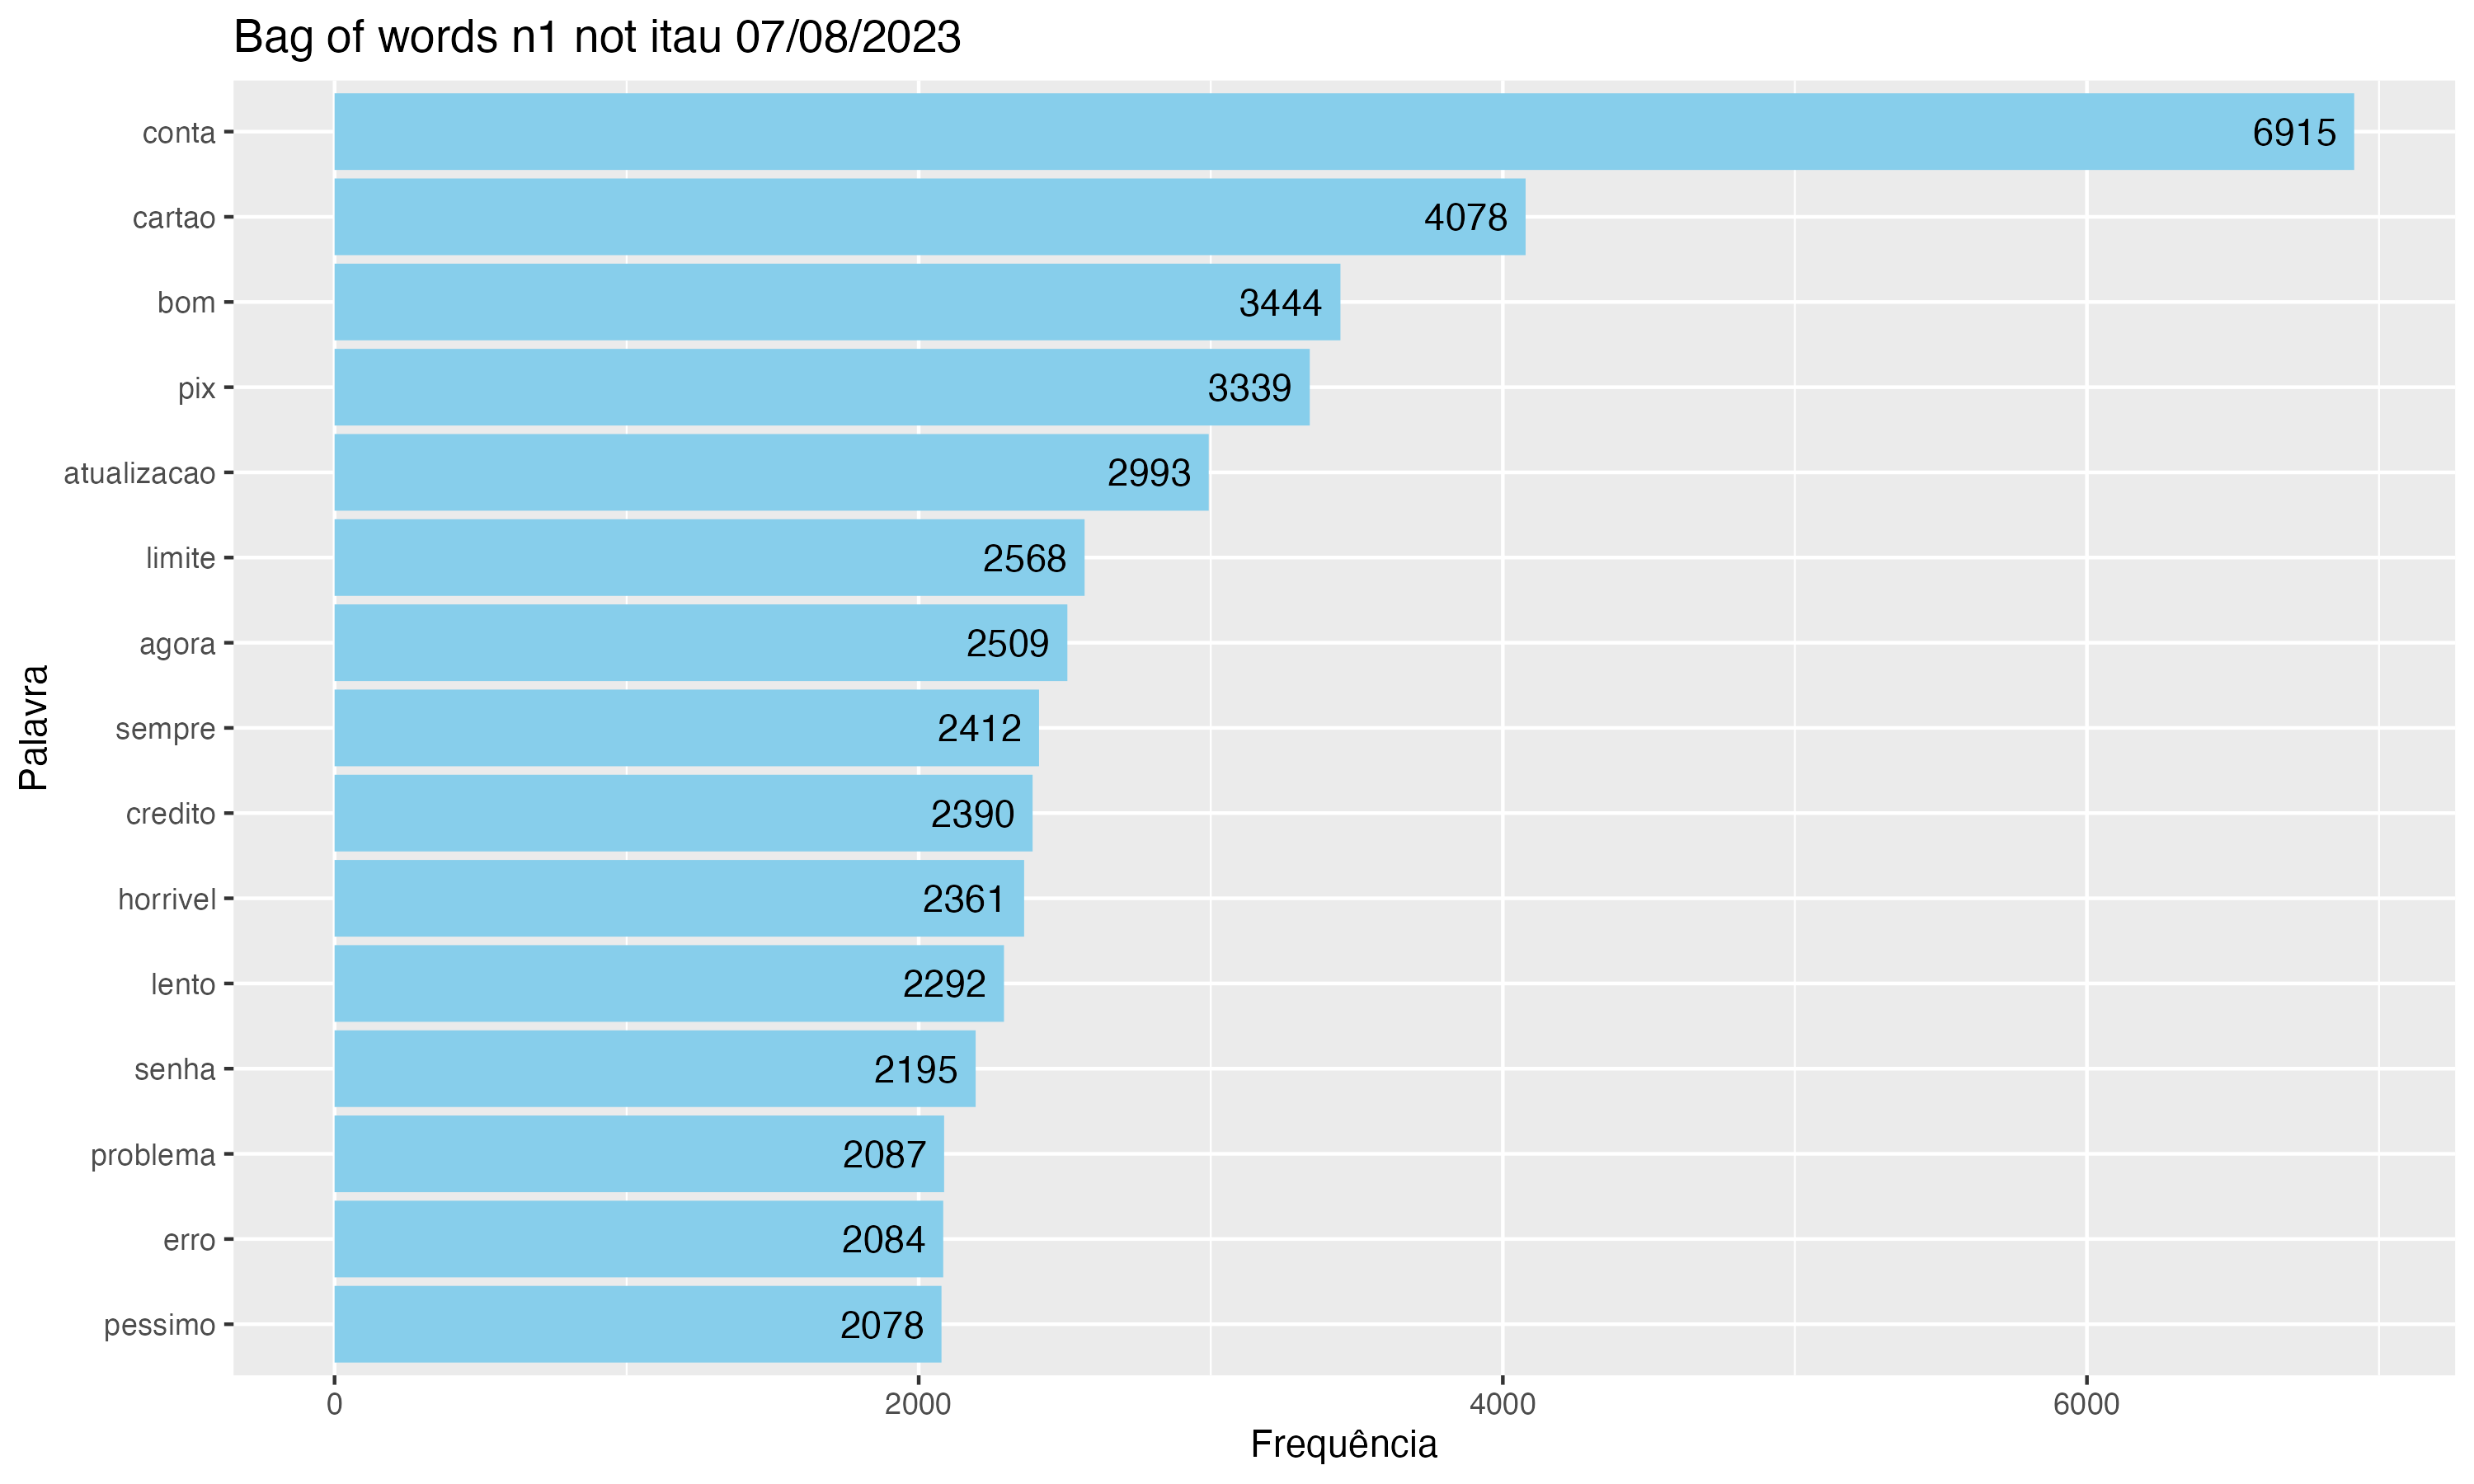 Bag of words n1 not itau 07/08/2023
conta 6915
cartao 4078
bom 3444
pix 3339
atualizacao 2993
limite 2568
agora 2509
sempre 2412
credito 2390
horrivel 2361
lento 2292
senha 2195
problema 2087
erro 2084
pessimo 2078
Palavra
0 2000 4000 6000
Frequência